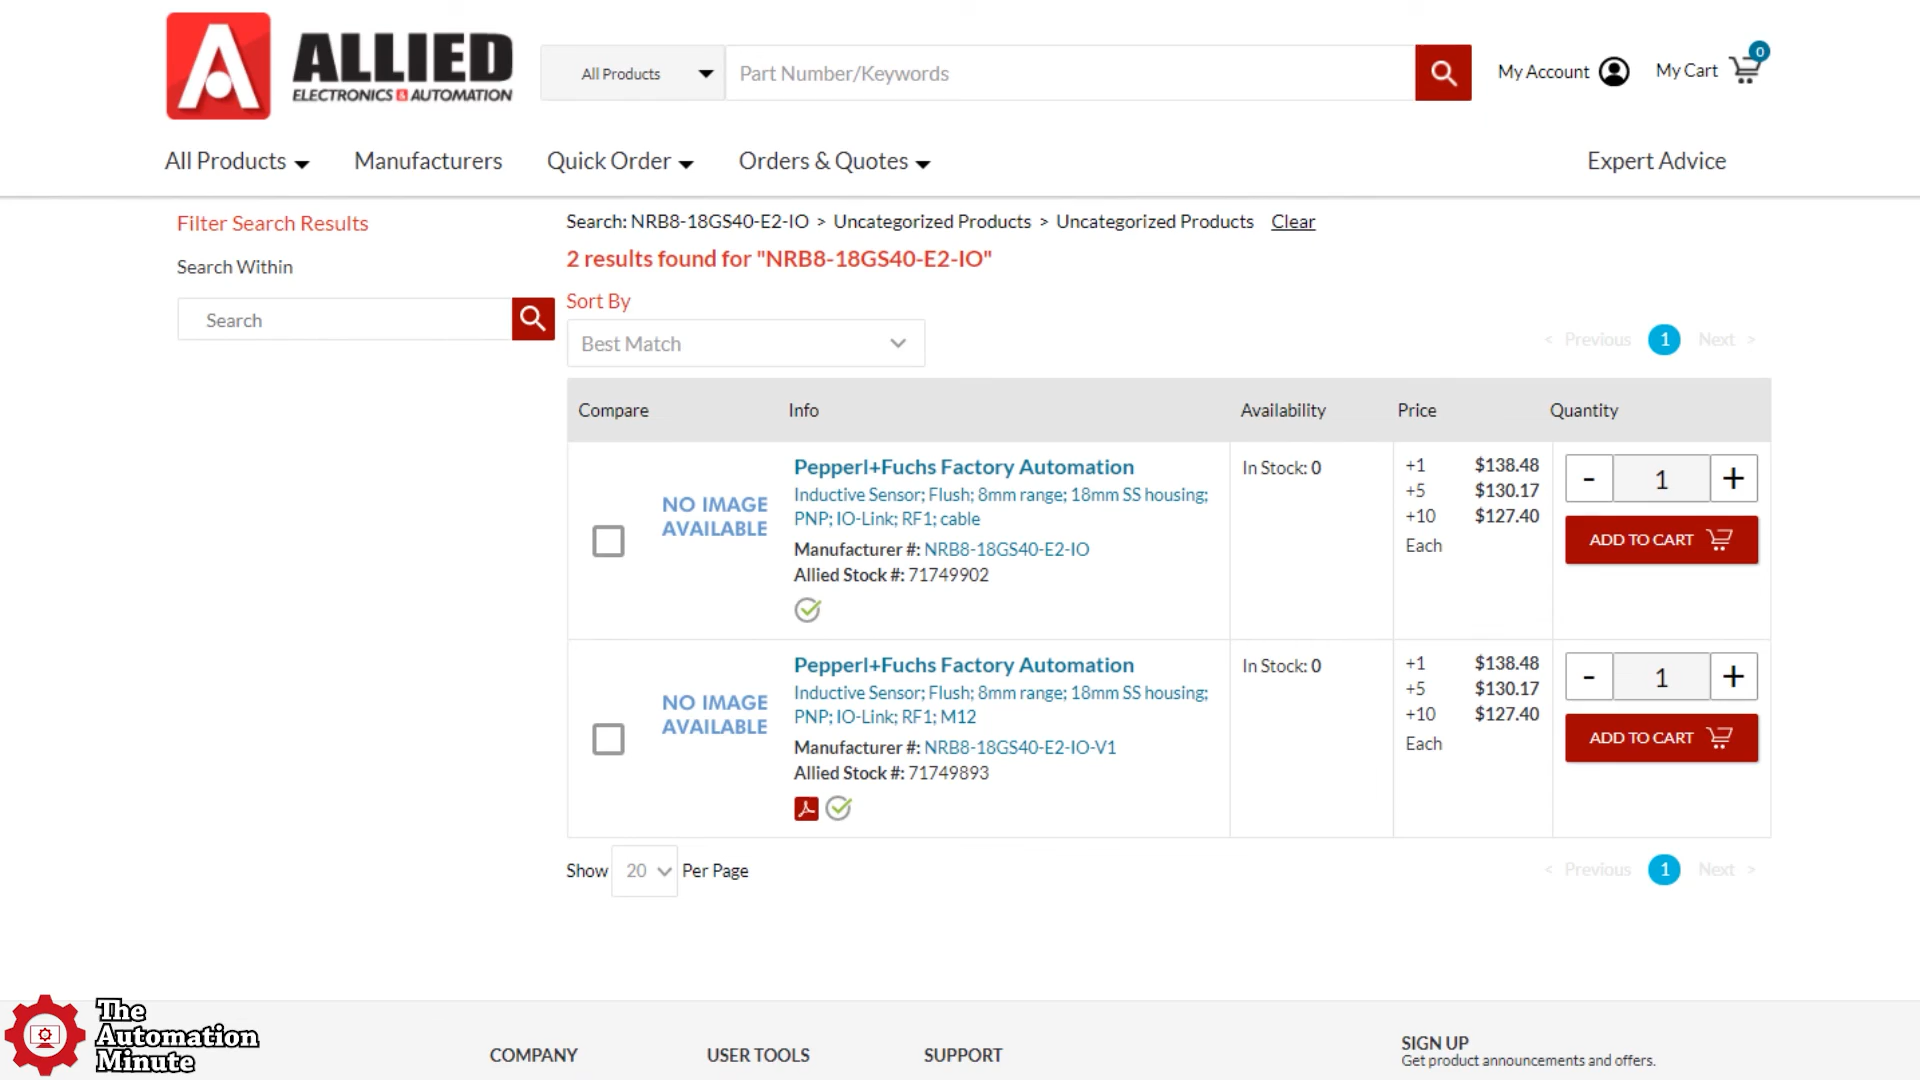 ALLIED
ELECTRONICS & AUTOMATION
All Products
Part Number/Keywords
My Account
My Cart
0
All Products
Manufacturers
Quick Order
Orders & Quotes
Expert Advice
Filter Search Results
Search Within
Search
Search: NRB8-18GS40-E2-IO > Uncategorized Products > Uncategorized Products Clear
2 results found for "NRB8-18GS40-E2-IO"
Sort By
Best Match
< Previous 1 Next >
Compare Info Availability Price Quantity
NO IMAGE
AVAILABLE
Pepperl+Fuchs Factory Automation
Inductive Sensor; Flush; 8mm range; 18mm SS housing;
PNP; IO-Link; RF1; cable
Manufacturer #: NRB8-18GS40-E2-IO
Allied Stock #: 71749902
In Stock: 0
+1 $138.48
+5 $130.17
+10 $127.40
Each
- 1 +
ADD TO CART
NO IMAGE
AVAILABLE
Pepperl+Fuchs Factory Automation
Inductive Sensor; Flush; 8mm range; 18mm SS housing;
PNP; IO-Link; RF1; M12
Manufacturer #: NRB8-18GS40-E2-IO-V1
Allied Stock #: 71749893
In Stock: 0
+1 $138.48
+5 $130.17
+10 $127.40
Each
- 1 +
ADD TO CART
Show 20 Per Page
< Previous 1 Next >
The
Automation
Minute
COMPANY
USER TOOLS
SUPPORT
SIGN UP
Get product announcements and offers.